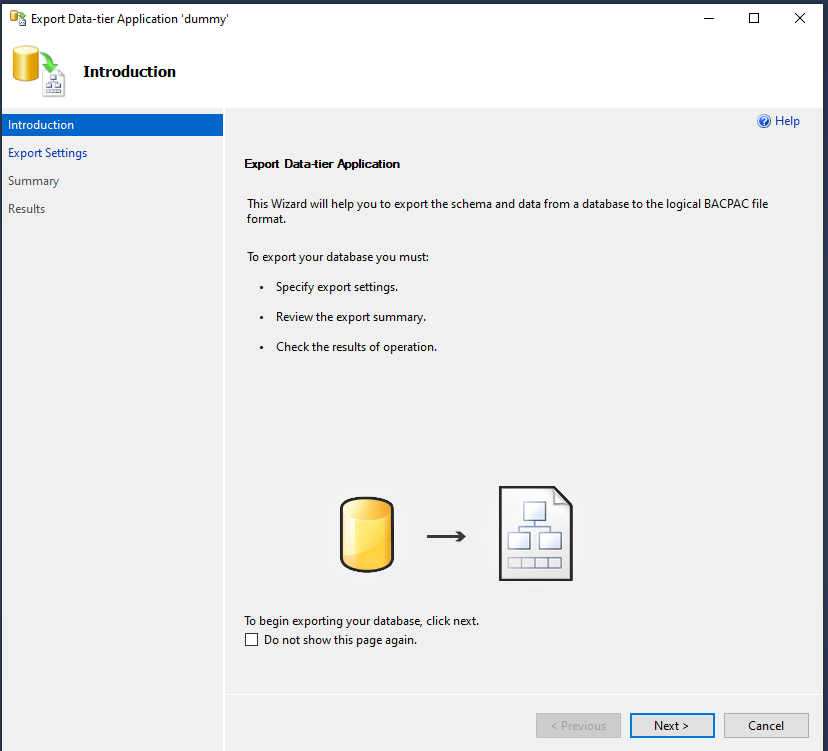 Export Data-tier Application 'dummy'
Introduction
Introduction
Export Settings
Summary
Results
Help
Export Data-tier Application
This Wizard will help you to export the schema and data from a database to the logical BACPAC file
format.
To export your database you must:
• Specify export settings.
• Review the export summary.
• Check the results of operation.
To begin exporting your database, click next.
Do not show this page again.
< Previous
Next >
Cancel